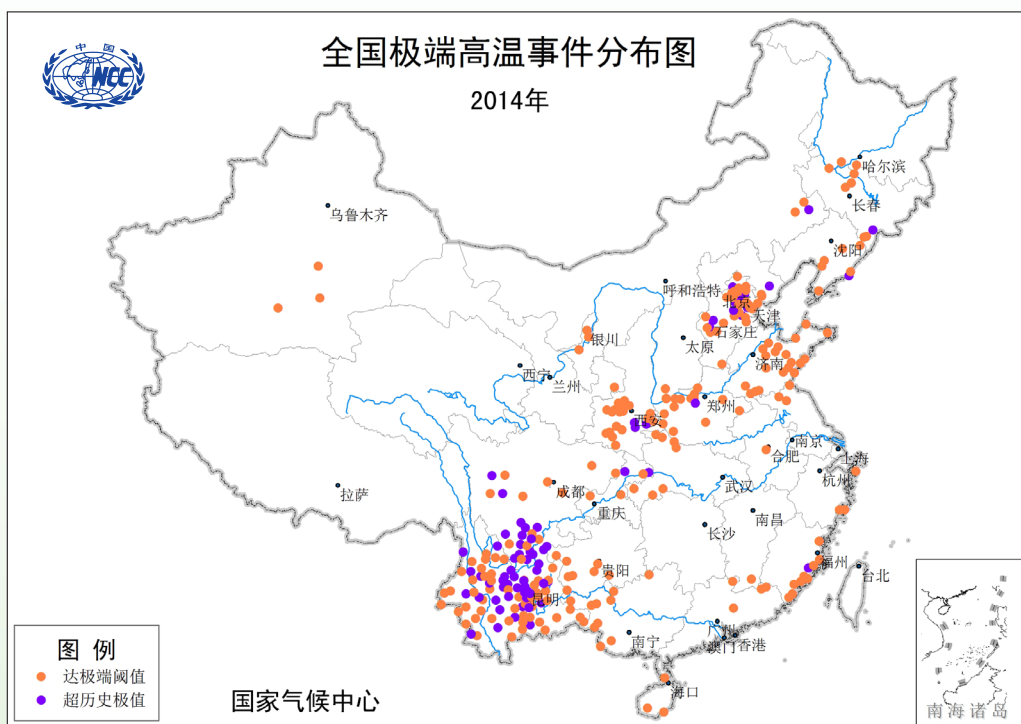 全国极端高温事件分布图
2014年
中 国
NCC
哈尔滨
长春
乌鲁木齐
沈阳
呼和浩特
北京
天津
石家庄
银川
太原
济南
西宁
兰州
郑州
西安
南京
合肥
上海
拉萨
成都
武汉
杭州
重庆
南昌
长沙
贵阳
福州
台北
昆明
广州
南宁
澳门
香港
海口
图 例
达极端阈值
超历史极值
国家气候中心
南海诸岛